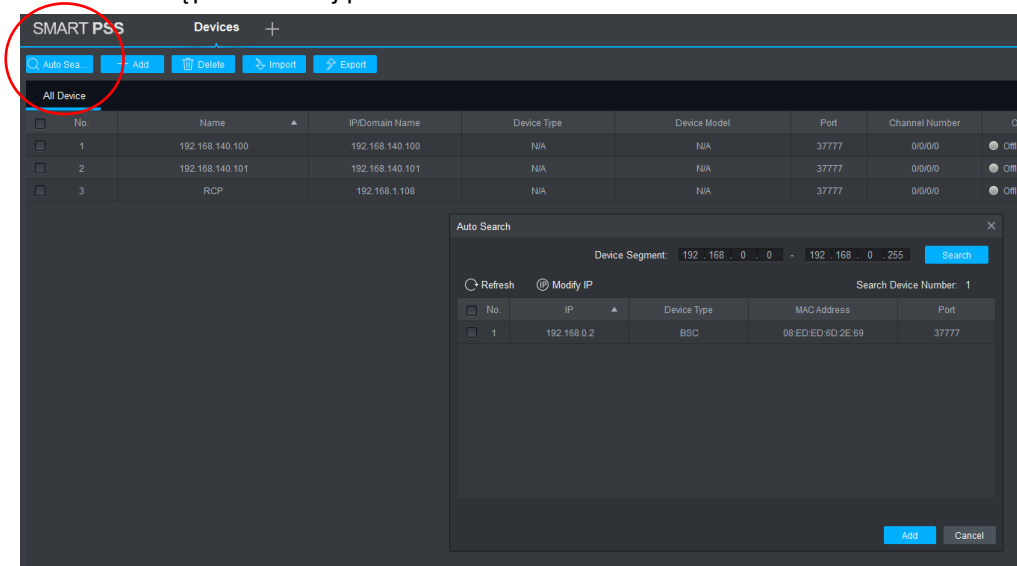 SMART PSS Devices +
Auto Sea... + Add Delete Import Export
All Device
No. Name IP/Domain Name Device Type Device Model Port Channel Number
1 192.168.140.100 192.168.140.100 N/A N/A 37777 0/0/0/0 Offl
2 192.168.140.101 192.168.140.101 N/A N/A 37777 0/0/0/0 Offl
3 RCP 192.168.1.108 N/A N/A 37777 0/0/0/0 Offl
Auto Search
Device Segment: 192 . 168 . 0 . 0 - 192 . 168 . 0 . 255 Search
Refresh IP Modify IP Search Device Number: 1
No. IP Device Type MAC Address Port
1 192.168.0.2 BSC 08:ED:ED:6D:2E:69 37777
Add Cancel